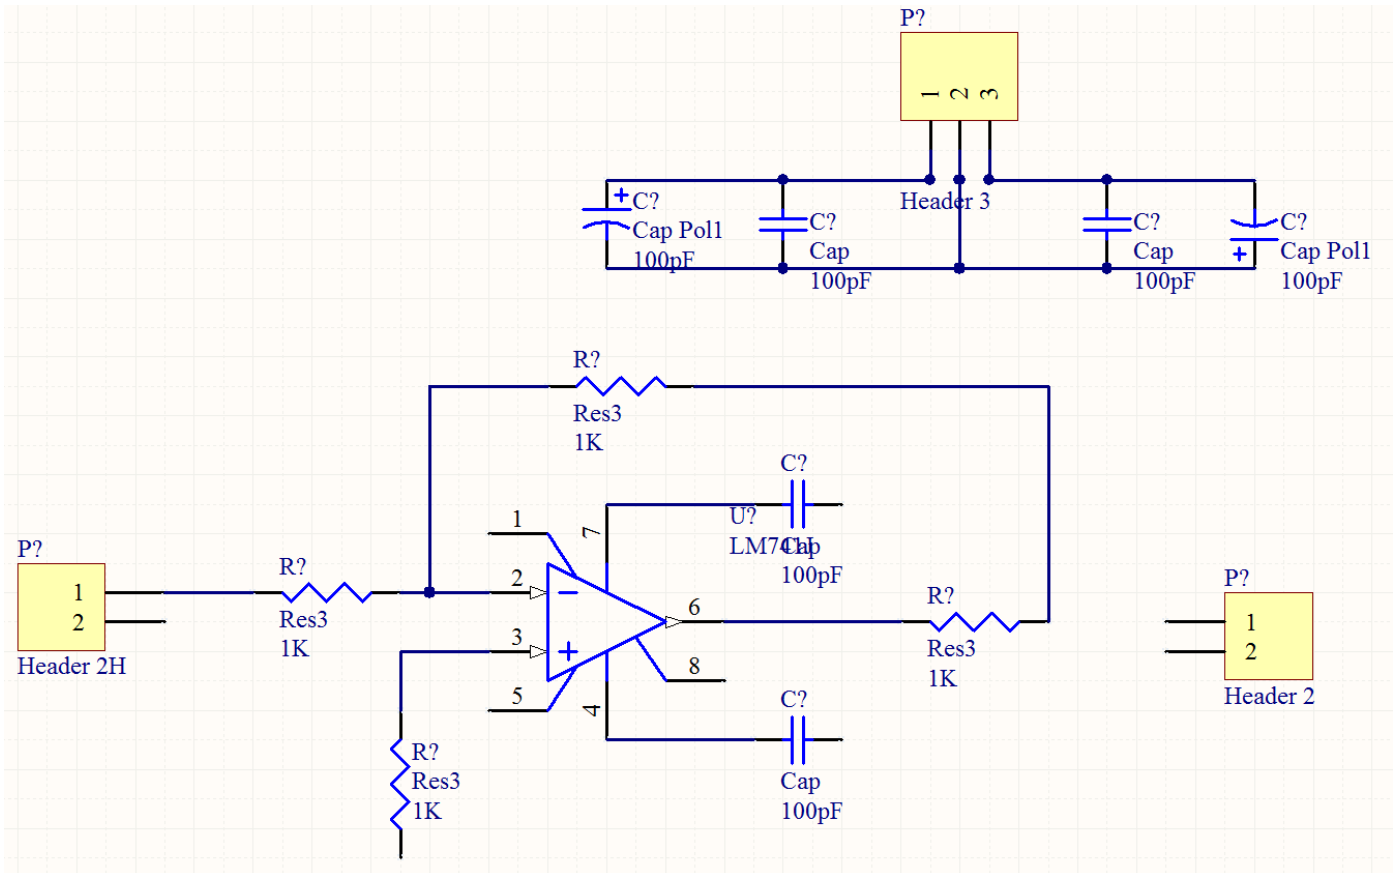 P?
1
2
3
Header 3
C?
Cap Pol1
100pF
C?
Cap
100pF
C?
Cap
100pF
C?
Cap Pol1
100pF
R?
Res3
1K
C?
Cap
100pF
U?
LM741J
P?
1
2
Header 2H
R?
Res3
1K
1
2
3
5
7
4
6
8
R?
Res3
1K
C?
Cap
100pF
R?
Res3
1K
P?
1
2
Header 2